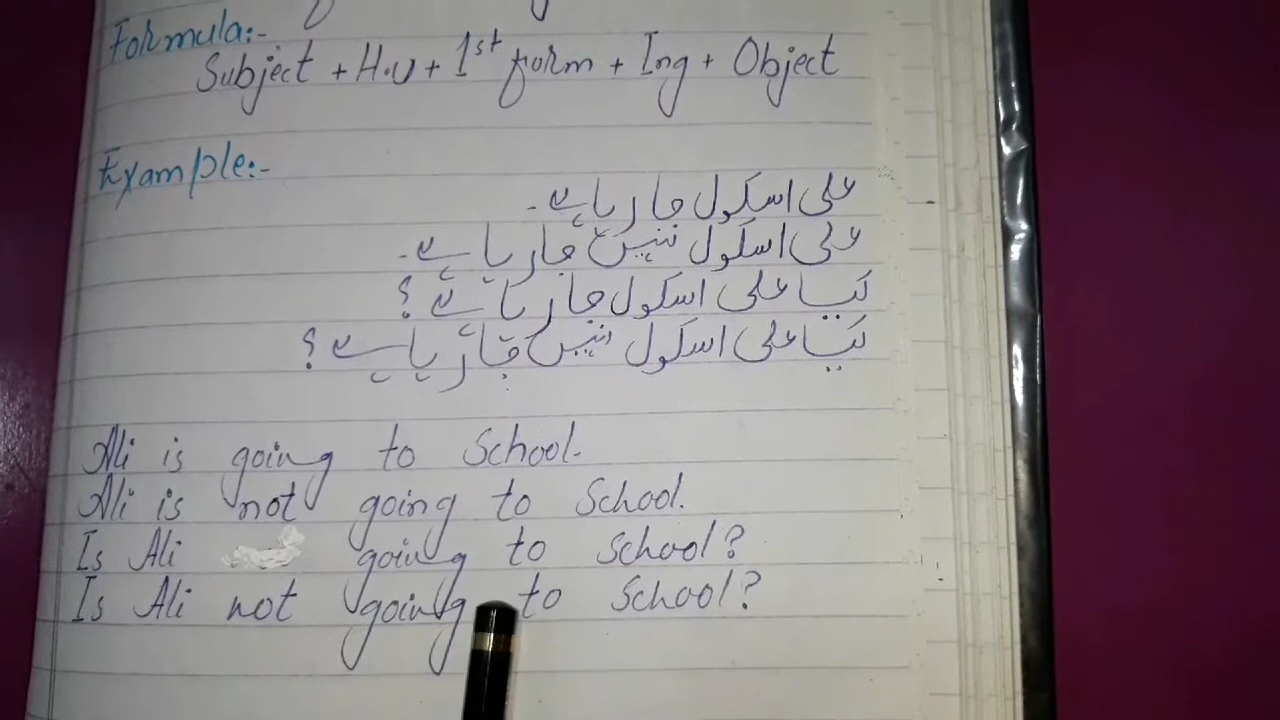 Formula:-
Subject + H.V + 1st form + Ing + Object
Example:-
علی اسکول جا رہا ہے۔
علی اسکول نہیں جا رہا ہے۔
کیا علی اسکول جا رہا ہے؟
کیا علی اسکول نہیں جا رہا ہے؟
Ali is going to School.
Ali is not going to School.
Is Ali going to School?
Is Ali not going to School?